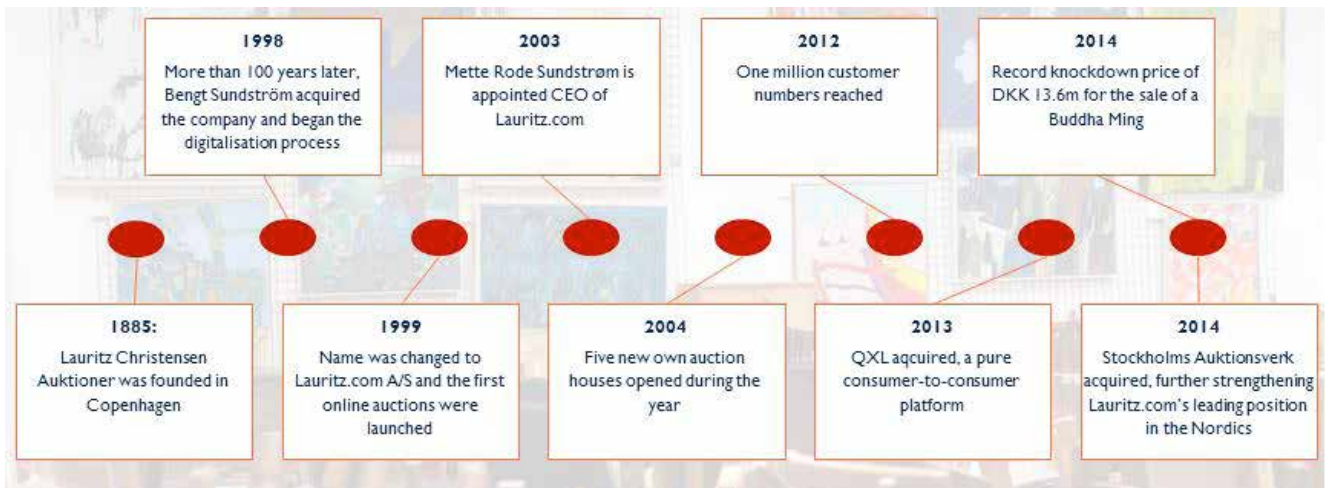 1998
More than 100 years later,
Bengt Sundström acquired
the company and began the
digitalisation process
2003
Mette Rode Sundstrøm is
appointed CEO of
Lauritz.com
2012
One million customer
numbers reached
2014
Record knockdown price of
DKK 13.6m for the sale of a
Buddha Ming
1885:
Lauritz Christensen
Auktioner was founded in
Copenhagen
1999
Name was changed to
Lauritz.com A/S and the first
online auctions were
launched
2004
Five new own auction
houses opened during the
year
2013
QXL aqcuired, a pure
consumer-to-consumer
platform
2014
Stockholms Auktionsverk
acquired, further strengthening
Lauritz.com's leading position
in the Nordics